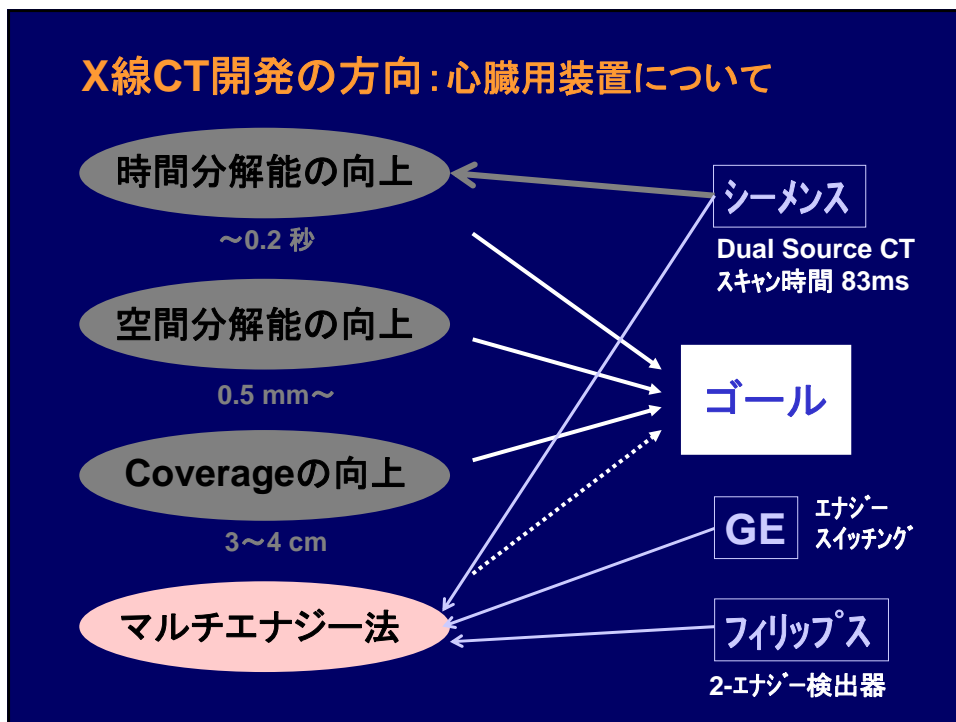 X線CT開発の方向：心臓用装置について
時間分解能の向上
～0.2 秒
空間分解能の向上
0.5 mm～
Coverageの向上
3～4 cm
マルチエナジー法
シーメンス
Dual Source CT
ｽｷｬﾝ時間 83ms
ゴール
GE
ｴﾅｼﾞｰ
ｽｲｯﾁﾝｸﾞ
フィリップス
2-ｴﾅｼﾞｰ検出器